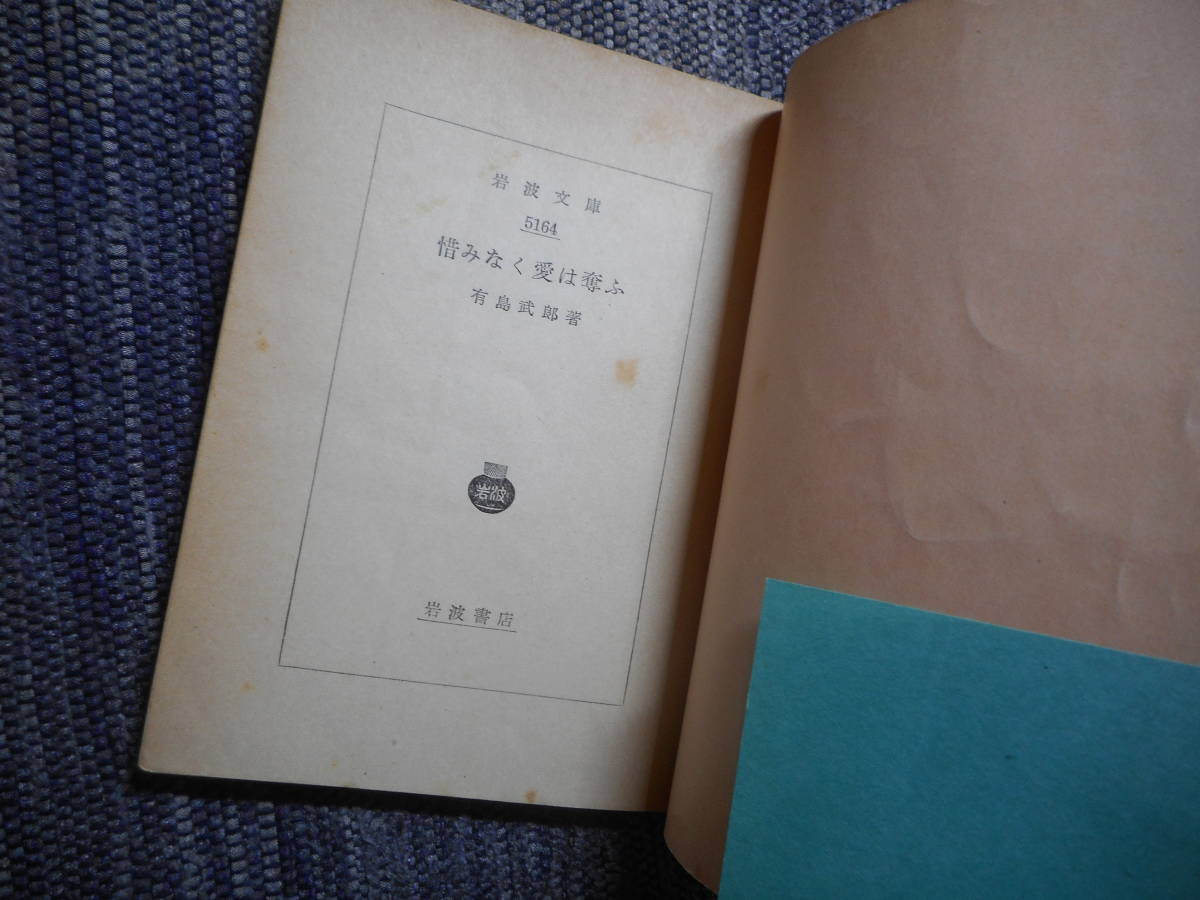 岩波文庫
5164
惜みなく愛は奪ふ
有島武郎著
岩波
岩波書店